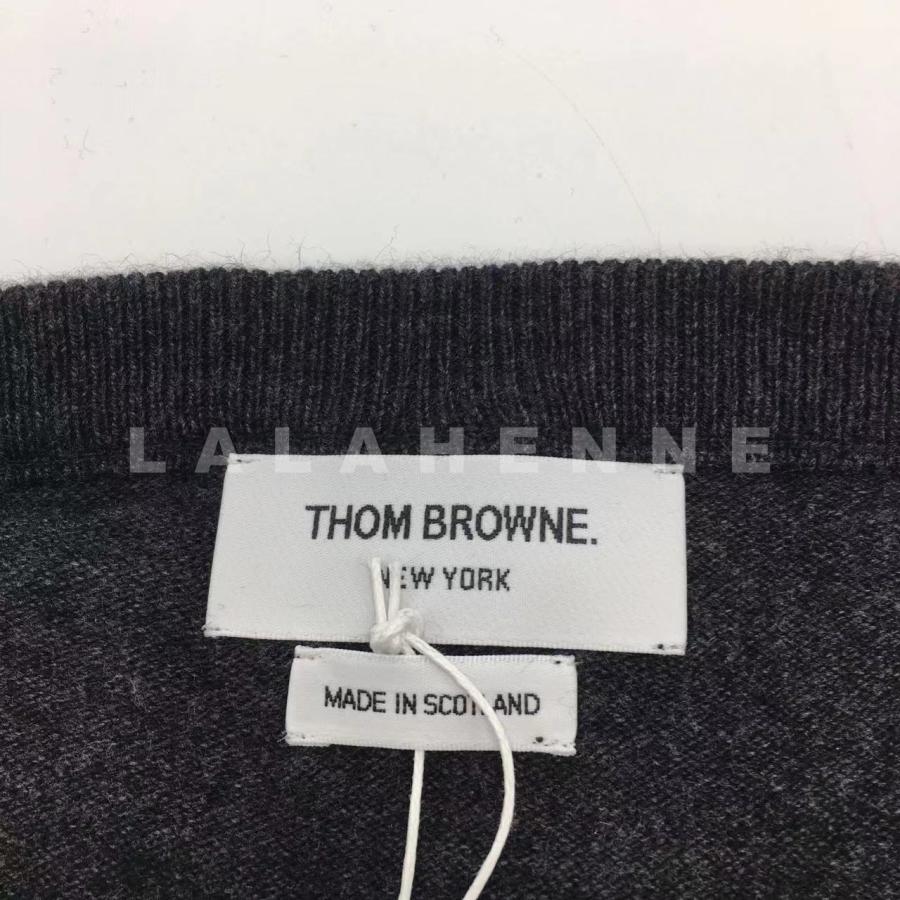 LALAHENNE
THOM BROWNE.
NEW YORK
MADE IN SCOTLAND